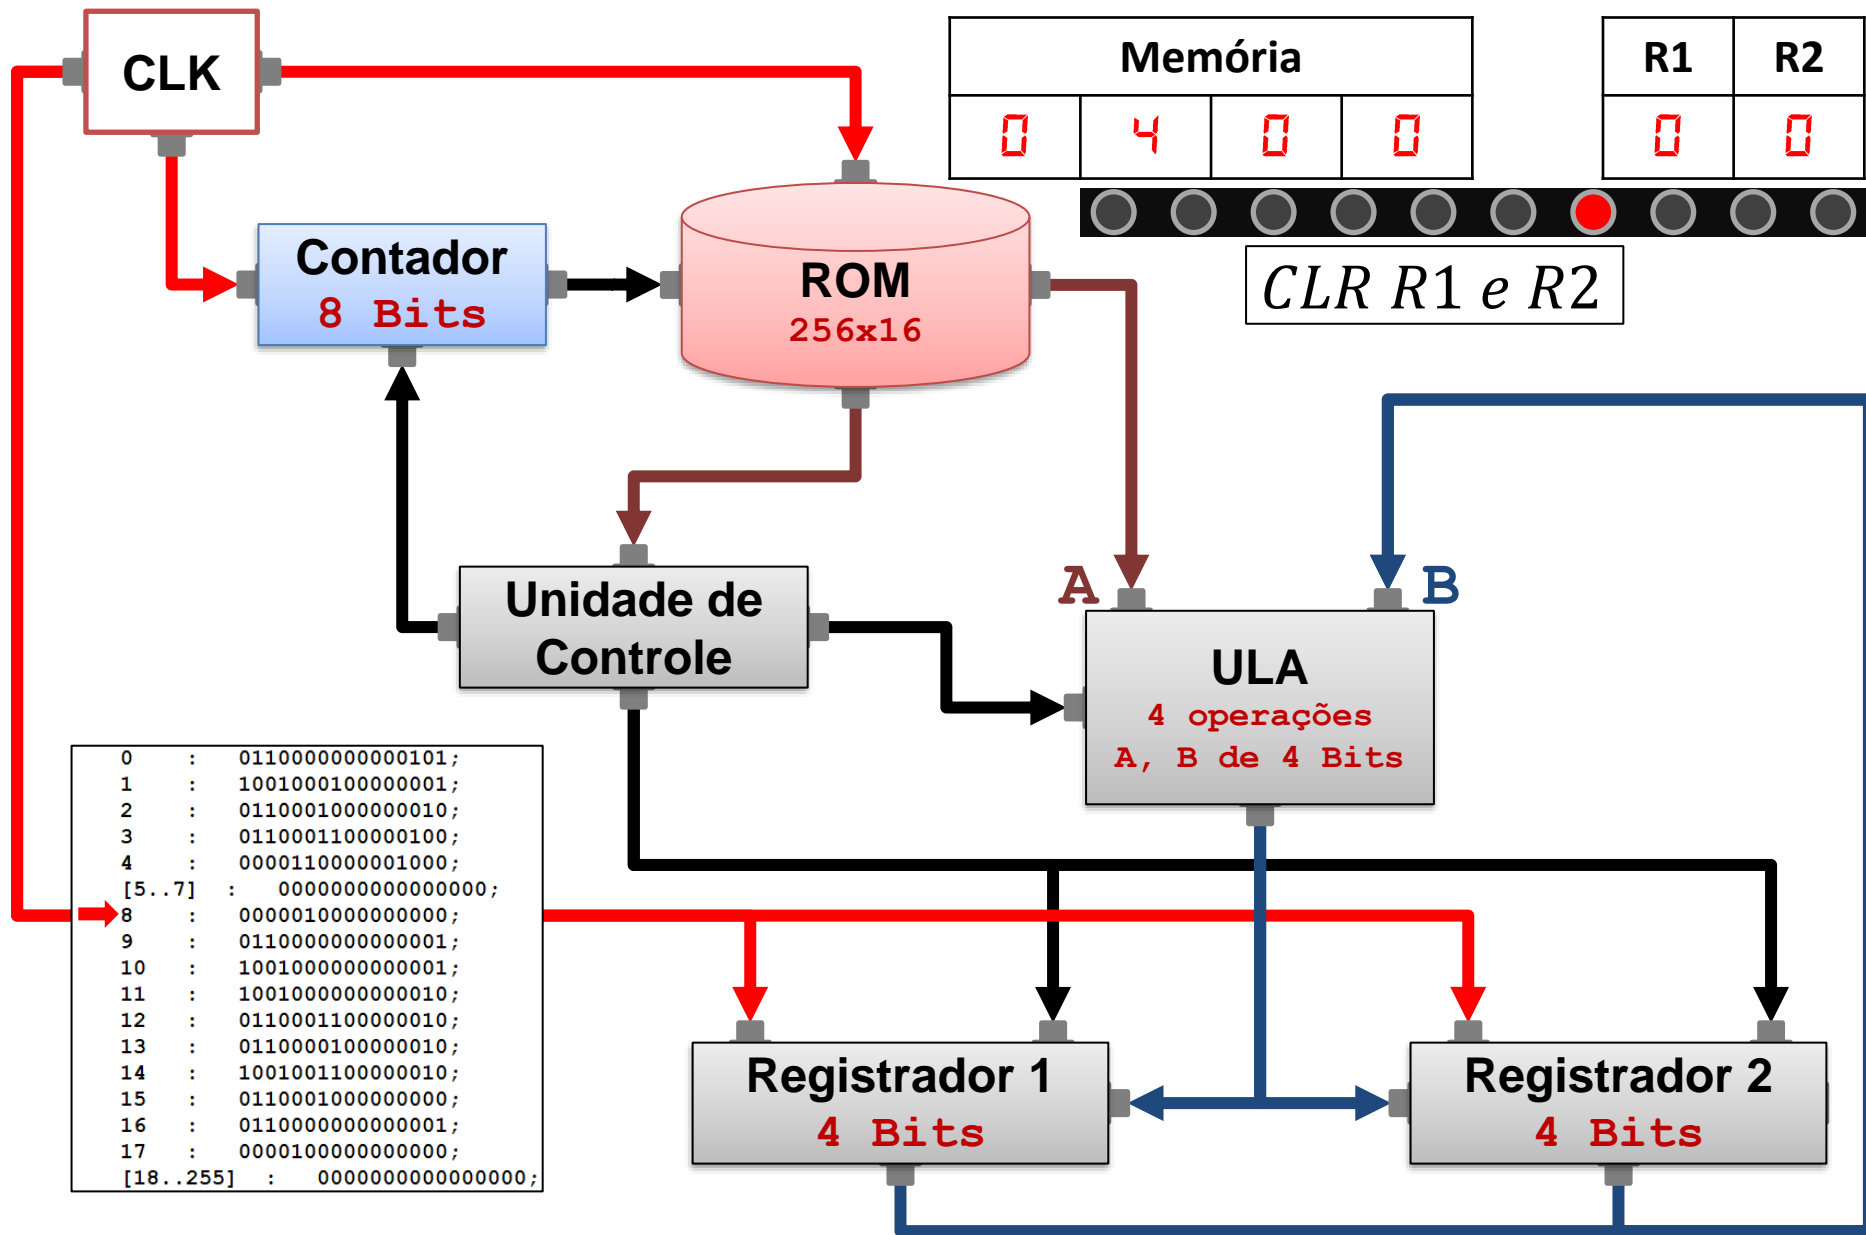 CLK
Memória
R1 R2
0 4 0 0
0 0
CLR R1 e R2
Contador
8 Bits
ROM
256x16
A
B
Unidade de
Controle
ULA
4 operações
A, B de 4 Bits
0 : 0110000000000101;
1 : 1001000100000001;
2 : 0110001000000010;
3 : 0110001100000100;
4 : 0000110000001000;
[5..7] : 0000000000000000;
8 : 0000010000000000;
9 : 0110000000000001;
10 : 1001000000000001;
11 : 1001000000000010;
12 : 0110001100000010;
13 : 0110000100000010;
14 : 1001001100000010;
15 : 0110001000000000;
16 : 0110000000000001;
17 : 0000100000000000;
[18..255] : 0000000000000000;
Registrador 1
4 Bits
Registrador 2
4 Bits